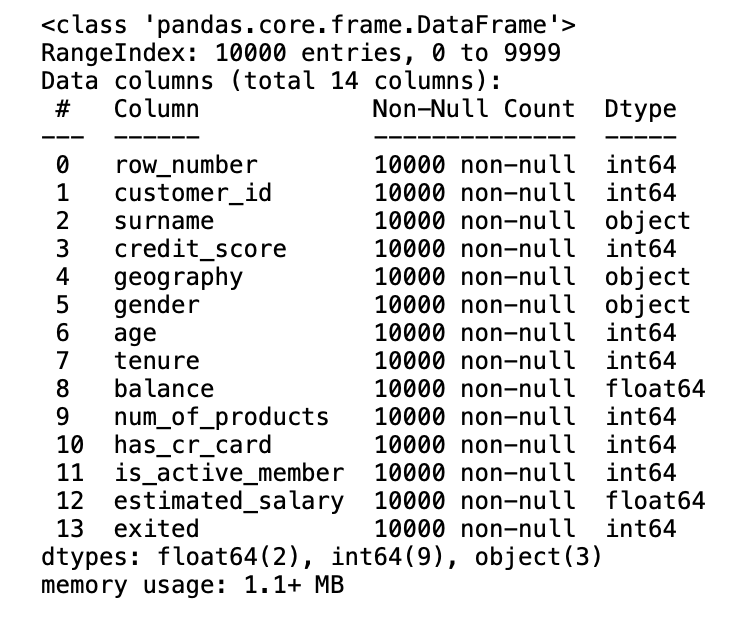 <class 'pandas.core.frame.DataFrame'>
RangeIndex: 10000 entries, 0 to 9999
Data columns (total 14 columns):
 #   Column            Non-Null Count  Dtype
---  ------            --------------  -----
 0   row_number        10000 non-null  int64
 1   customer_id       10000 non-null  int64
 2   surname           10000 non-null  object
 3   credit_score      10000 non-null  int64
 4   geography         10000 non-null  object
 5   gender            10000 non-null  object
 6   age               10000 non-null  int64
 7   tenure            10000 non-null  int64
 8   balance           10000 non-null  float64
 9   num_of_products   10000 non-null  int64
 10  has_cr_card       10000 non-null  int64
 11  is_active_member  10000 non-null  int64
 12  estimated_salary  10000 non-null  float64
 13  exited            10000 non-null  int64
dtypes: float64(2), int64(9), object(3)
memory usage: 1.1+ MB